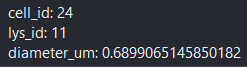 cell_id: 24
lys_id: 11
diameter_um: 0.6899065145850182